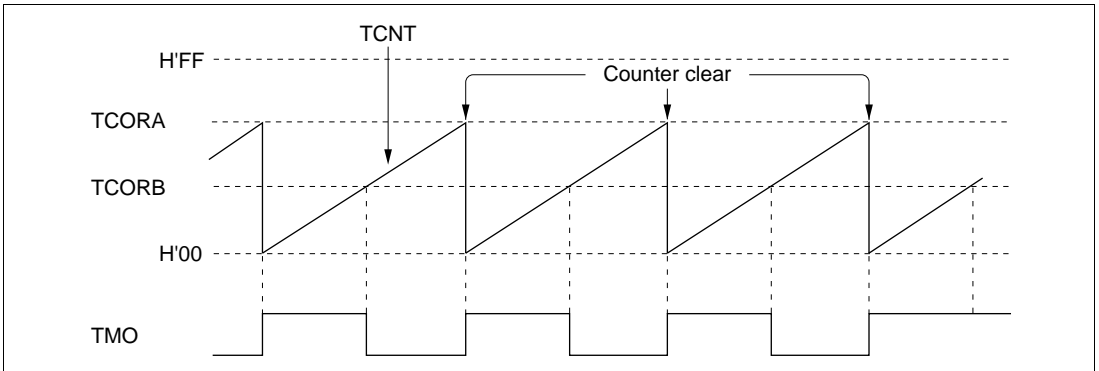 TCNT
H'FF
Counter clear
TCORA
TCORB
H'00
TMO